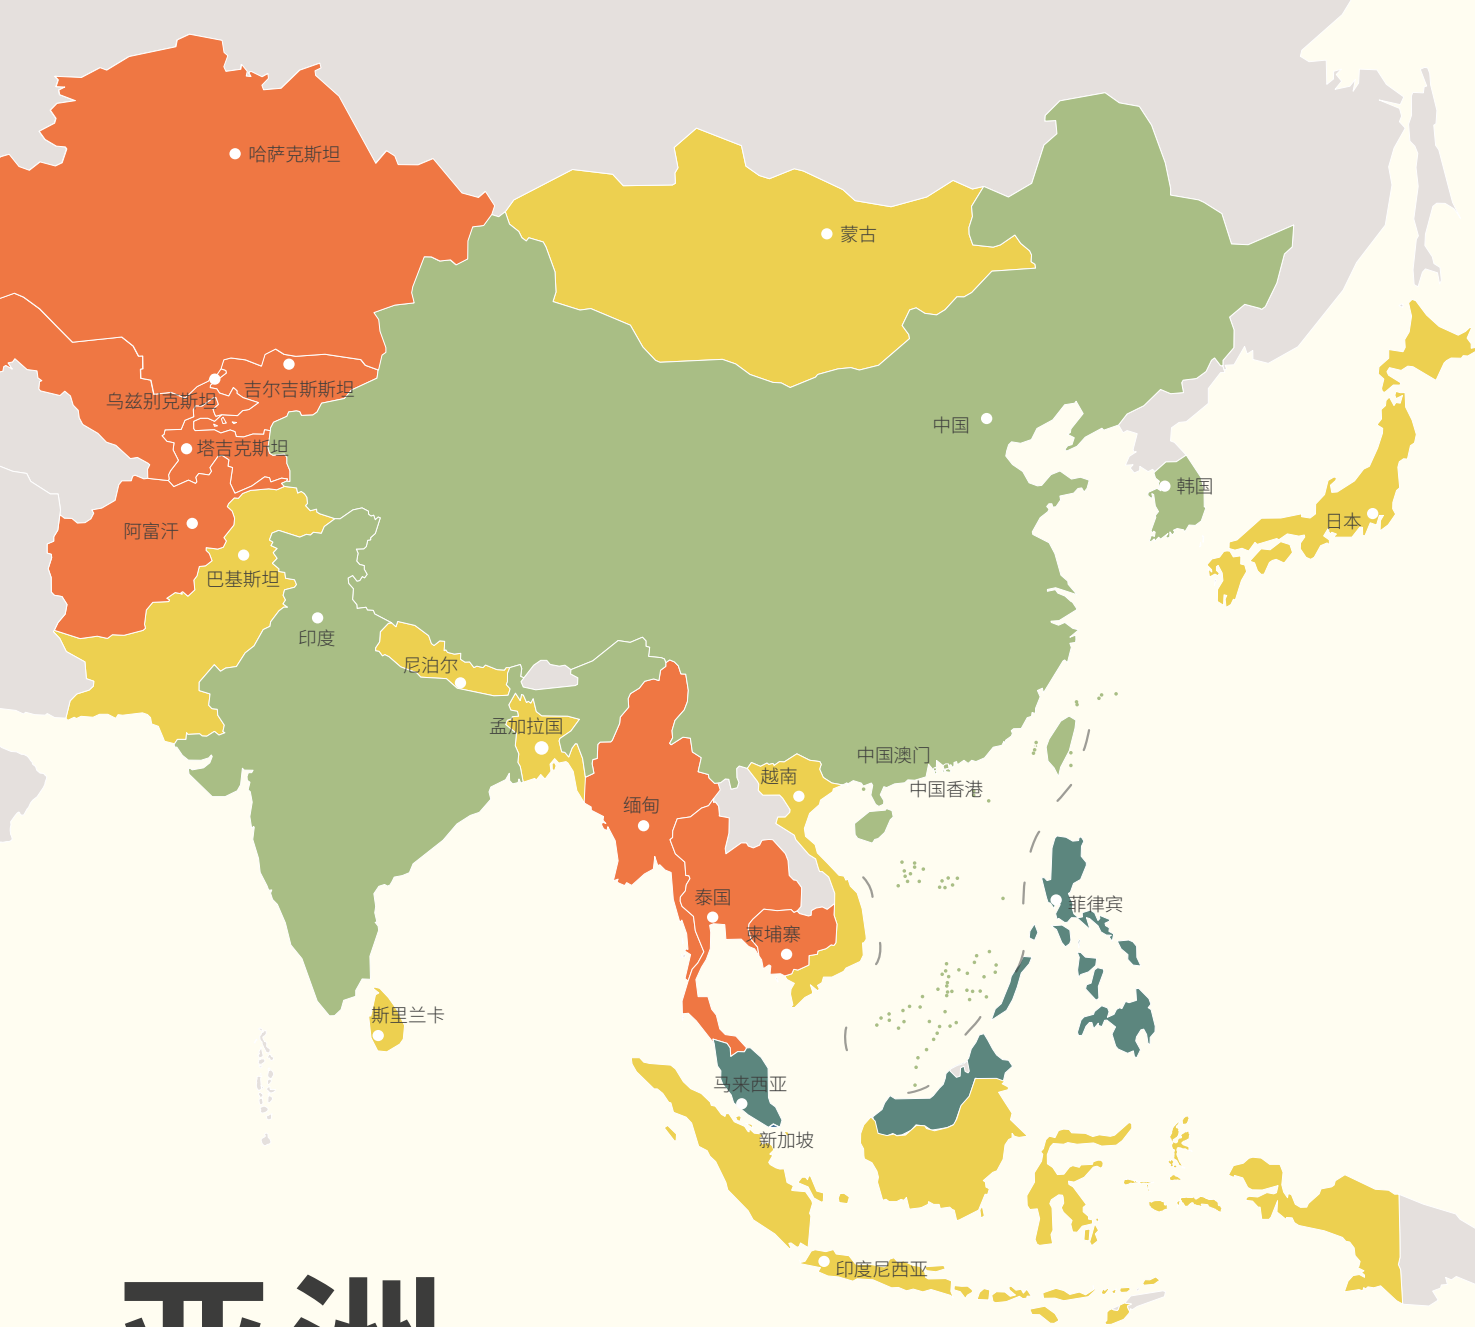 哈萨克斯坦
蒙古
吉尔吉斯斯坦
乌兹别克斯坦
中国
塔吉克斯坦
韩国
日本
阿富汗
巴基斯坦
印度
尼泊尔
孟加拉国
中国澳门
越南
中国香港
缅甸
泰国
菲律宾
柬埔寨
斯里兰卡
马来西亚
新加坡
印度尼西亚
亚洲